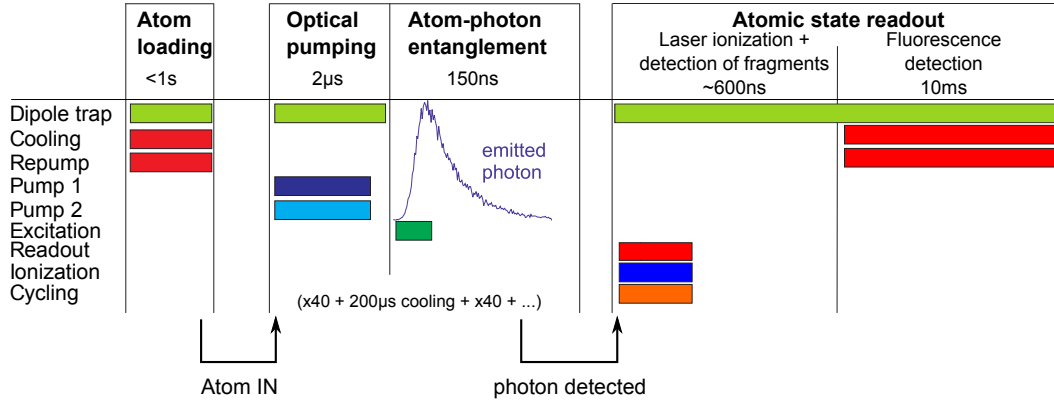 Atom loading
<1s
Optical pumping
2µs
Atom-photon entanglement
150ns
Atomic state readout
Laser ionization +
detection of fragments
~600ns
Fluorescence
detection
10ms
Dipole trap
Cooling
Repump
Pump 1
Pump 2
Excitation
Readout
Ionization
Cycling
emitted
photon
(x40 + 200µs cooling + x40 + ...)
Atom IN
photon detected